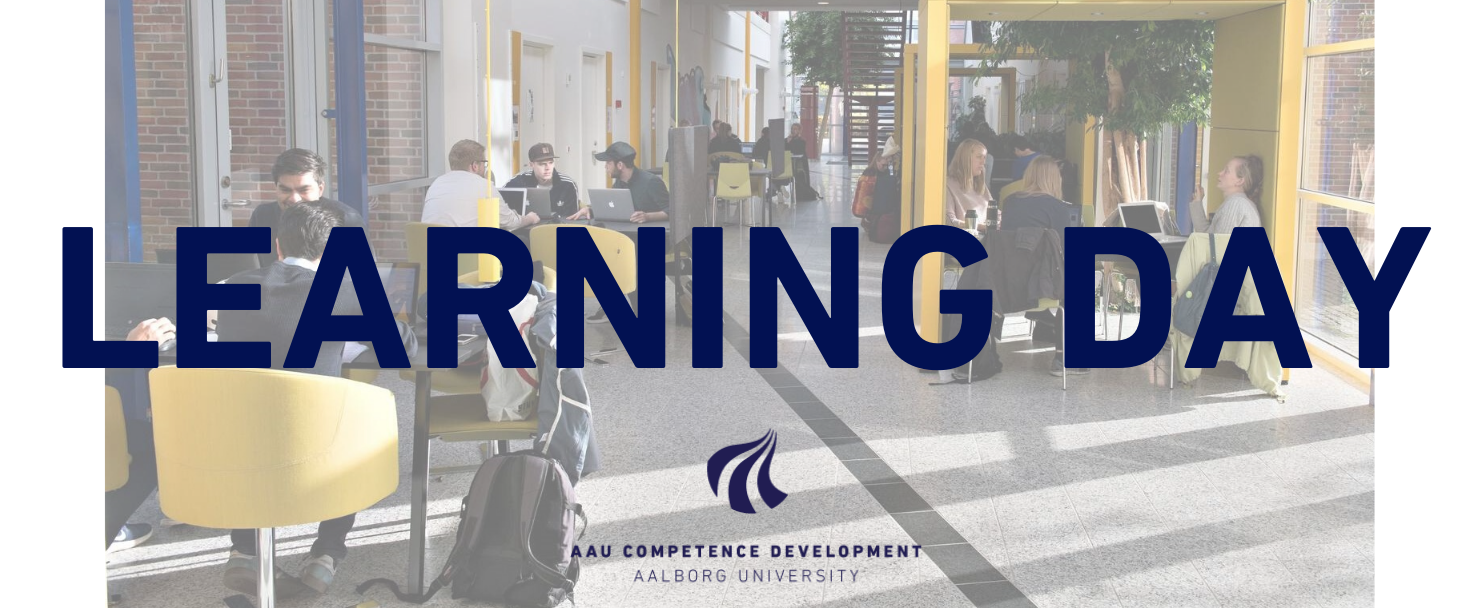 LEARNING DAY
AAU COMPETENCE DEVELOPMENT
AALBORG UNIVERSITY